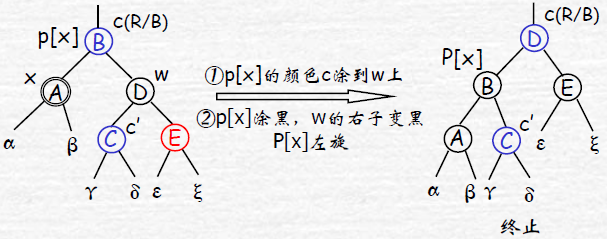 c(R/B)
p[x]
B
x
A
w
D
α
β
c'
C
E
γ
δ
ε
ξ
①p[x]的颜色c涂到w上
②p[x]涂黑，w的右子变黑
P[x]左旋
c(R/B)
D
P[x]
B
E
A
c'
C
ε
ξ
α
β
γ
δ
终止